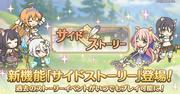 サイド
ストーリー
新機能「サイドストーリー」登場!
過去のストーリーイベントがいつでもプレイ可能に!